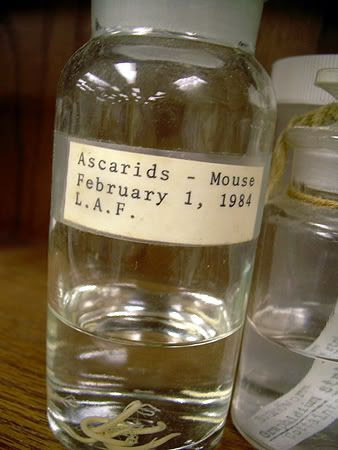 Ascarids - Mouse
February 1, 1984
L.A.F.